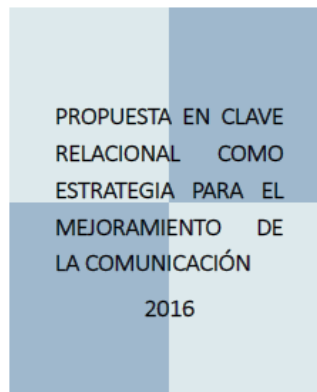 PROPUESTA EN CLAVE
RELACIONAL COMO
ESTRATEGIA PARA EL
MEJORAMIENTO DE
LA COMUNICACIÓN
2016